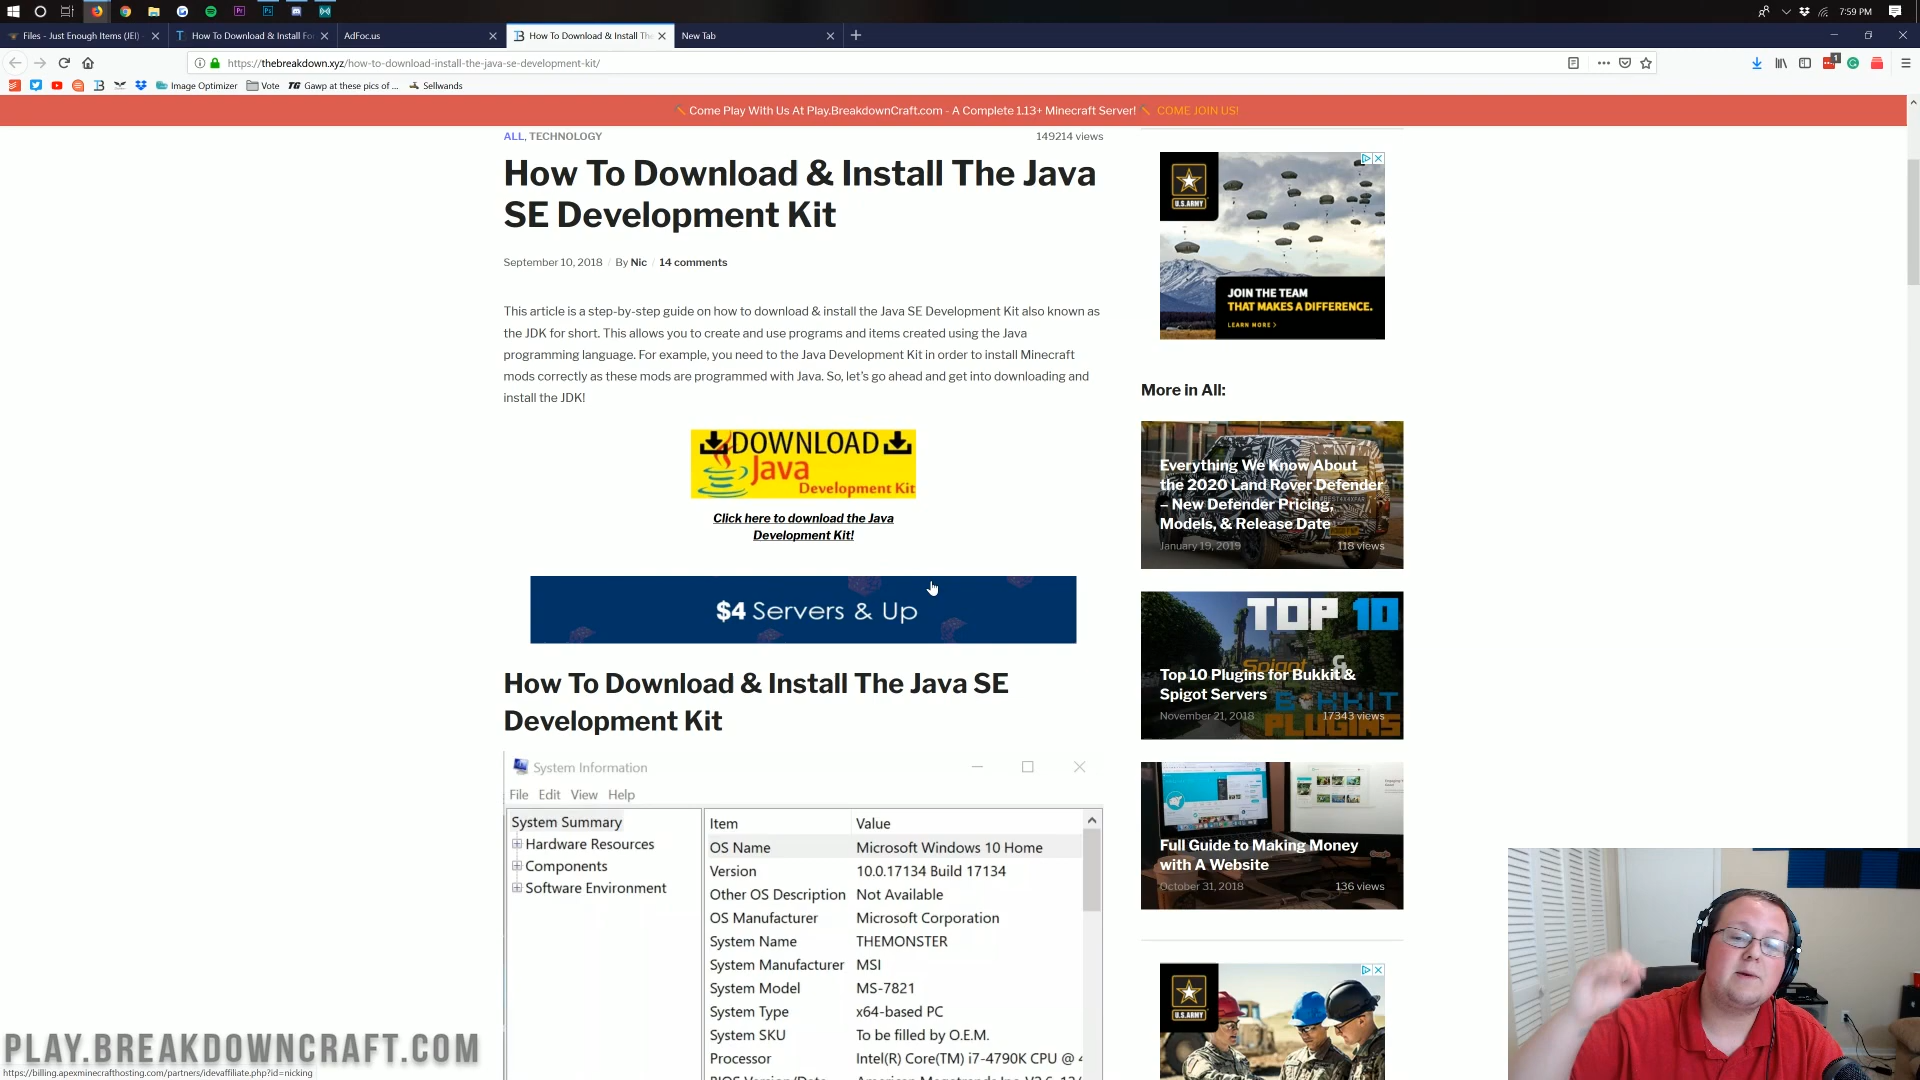 7:59 PM
Files - Just Enough Items (JEI) -
How To Download & Install Fo
AdFoc.us
How To Download & Install The
New Tab
https://thebreakdown.xyz/how-to-download-install-the-java-se-development-kit/
Image Optimizer
Vote
TG Gawp at these pics of ...
Sellwands
Come Play With Us At Play.BreakdownCraft.com - A Complete 1.13+ Minecraft Server! COME JOIN US!
ALL, TECHNOLOGY
149214 views
How To Download & Install The Java
SE Development Kit
September 10, 2018 / By Nic / 14 comments
This article is a step-by-step guide on how to download & install the Java SE Development Kit also known as
the JDK for short. This allows you to create and use programs and items created using the Java
programming language. For example, you need to the Java Development Kit in order to install Minecraft
mods correctly as these mods are programmed with Java. So, let's go ahead and get into downloading and
install the JDK!
DOWNLOAD
Java
Development Kit
Click here to download the Java
Development Kit!
$4 Servers & Up
How To Download & Install The Java SE
Development Kit
System Information
File Edit View Help
System Summary
Hardware Resources
Components
Software Environment
Item Value
OS Name Microsoft Windows 10 Home
Version 10.0.17134 Build 17134
Other OS Description Not Available
OS Manufacturer Microsoft Corporation
System Name THEMONSTER
System Manufacturer MSI
System Model MS-7821
System Type x64-based PC
System SKU To be filled by O.E.M.
Processor Intel(R) Core(TM) i7-4790K CPU @ 4
U.S.ARMY
JOIN THE TEAM
THAT MAKES A DIFFERENCE.
LEARN MORE >
More in All:
Everything We Know About
the 2020 Land Rover Defender
– New Defender Pricing,
Models, & Release Date
January 19, 2019
118 views
TOP 10
Spigot &
BUKKIT
PLUGINS
Top 10 Plugins for Bukkit &
Spigot Servers
November 21, 2018
17343 views
Full Guide to Making Money
with A Website
October 31, 2018
136 views
U.S.ARMY
PLAY.BREAKDOWNCRAFT.COM
https://billing.apexminecrafthosting.com/partners/idevaffiliate.php?id=nicking